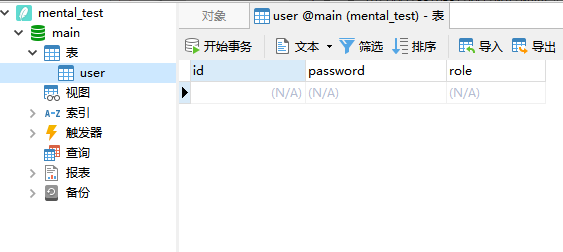 mental_test
main
表
user
视图
A-Z 索引
触发器
查询
报表
备份
对象 user @main (mental_test) - 表
开始事务 文本 筛选 排序 导入 导出
id password role
(N/A) (N/A) (N/A)